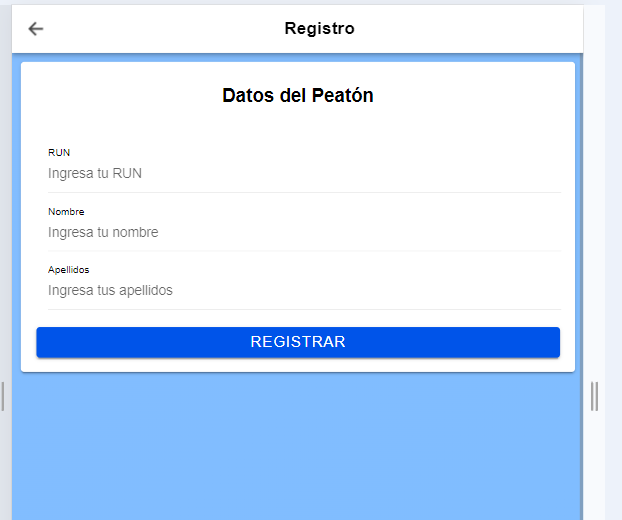 Registro
Datos del Peatón
RUN
Ingresa tu RUN
Nombre
Ingresa tu nombre
Apellidos
Ingresa tus apellidos
REGISTRAR